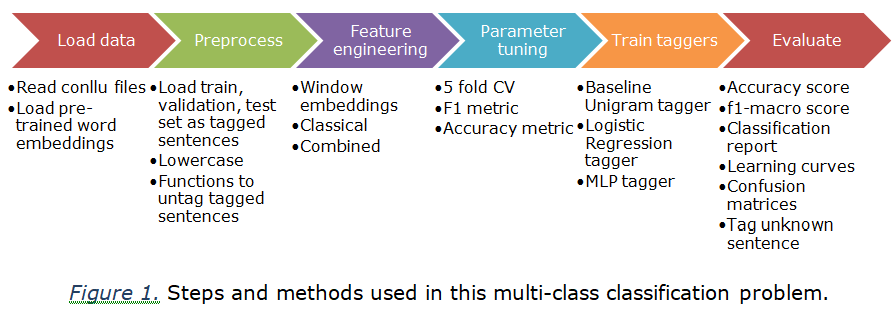 Load data
Preprocess
Feature
engineering
Parameter
tuning
Train taggers
Evaluate
•Read conllu files
•Load pre-
trained word
embeddings
•Load train,
validation, test
set as tagged
sentences
•Lowercase
•Functions to
untag tagged
sentences
•Window
embeddings
•Classical
•Combined
•5 fold CV
•F1 metric
•Accuracy metric
•Baseline
Unigram tagger
•Logistic
Regression
tagger
•MLP tagger
•Accuracy score
•f1-macro score
•Classification
report
•Learning curves
•Confusion
matrices
•Tag unknown
sentence
Figure 1. Steps and methods used in this multi-class classification problem.